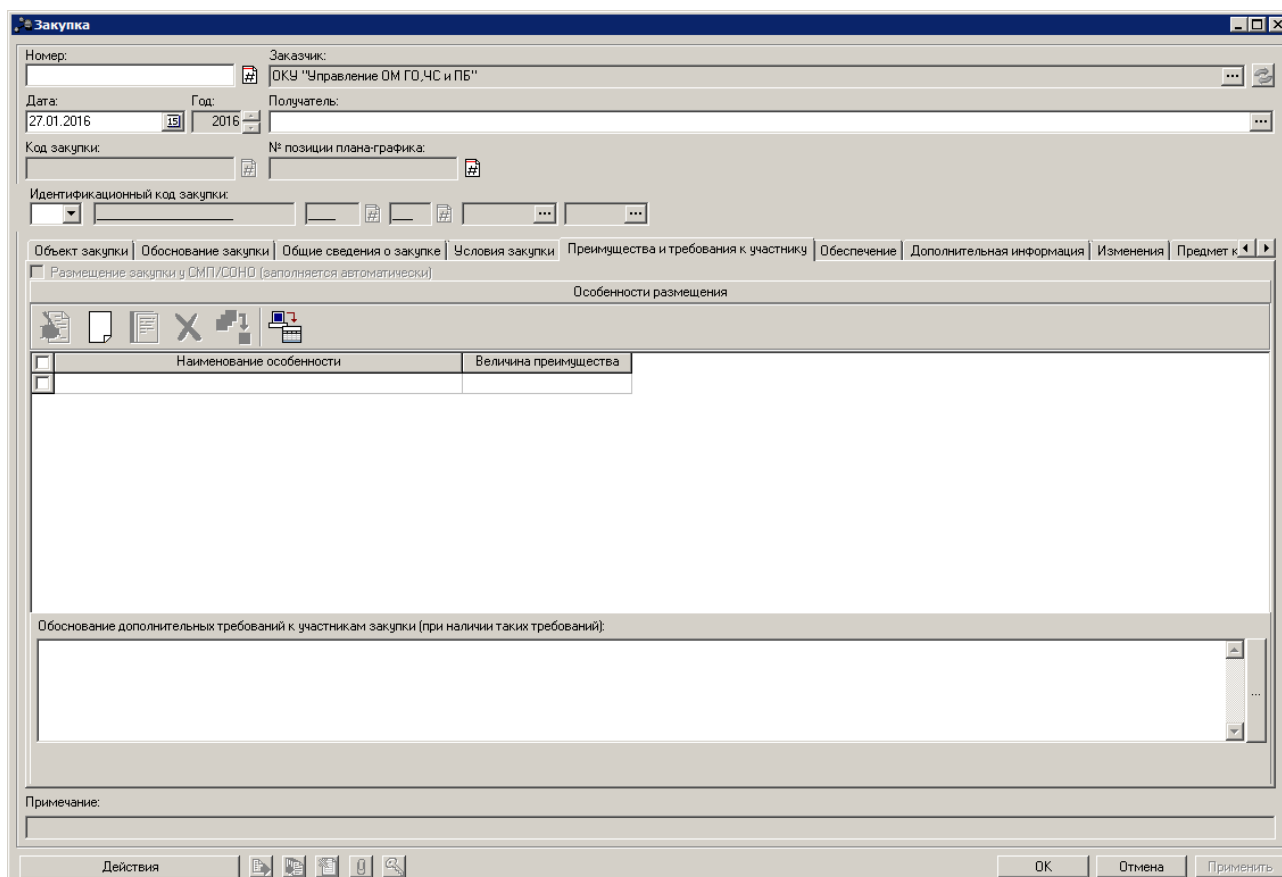 Закупка
Номер: Заказчик:
ОКУ "Управление ОМ ГО,ЧС и ПБ"
Дата: Год: Получатель:
27.01.2016 15 2016
Код закупки: № позиции плана-графика:
Идентификационный код закупки:
Объект закупки Обоснование закупки Общие сведения о закупке Условия закупки Преимущества и требования к участнику Обеспечение Дополнительная информация Изменения Предмет к
Размещение закупки у СМП/СОНО (заполняется автоматически)
Особенности размещения
Наименование особенности Величина преимущества
Обоснование дополнительных требований к участникам закупки (при наличии таких требований):
Примечание:
Действия ОК Отмена Применить